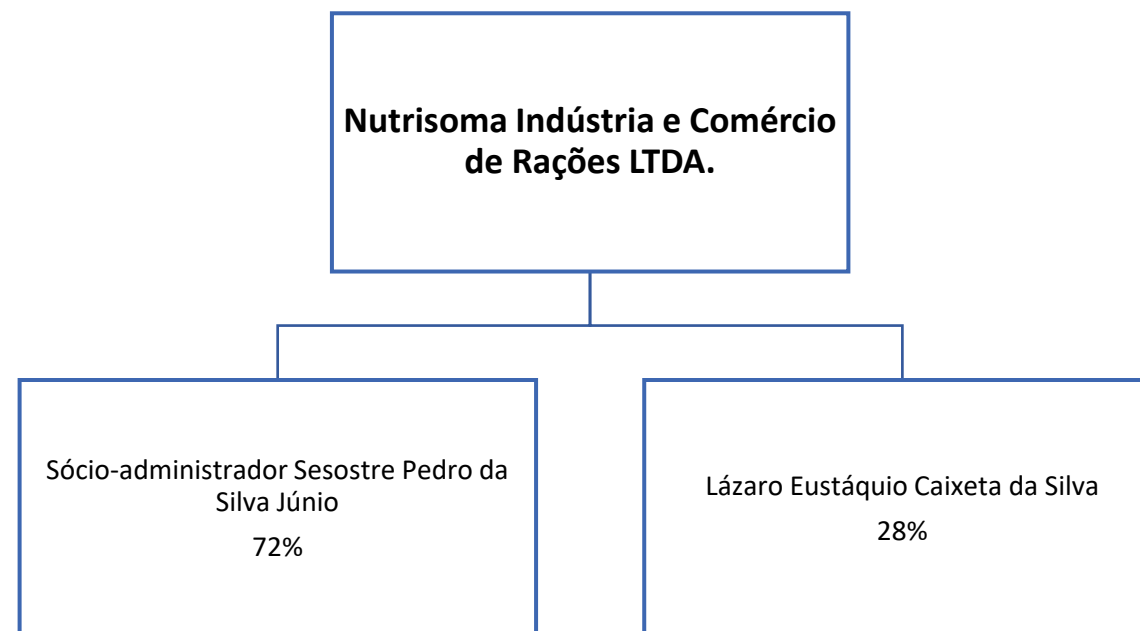 Nutrisoma Indústria e Comércio
de Rações LTDA.
Sócio-administrador Sesostre Pedro da
Silva Júnio
72%
Lázaro Eustáquio Caixeta da Silva
28%